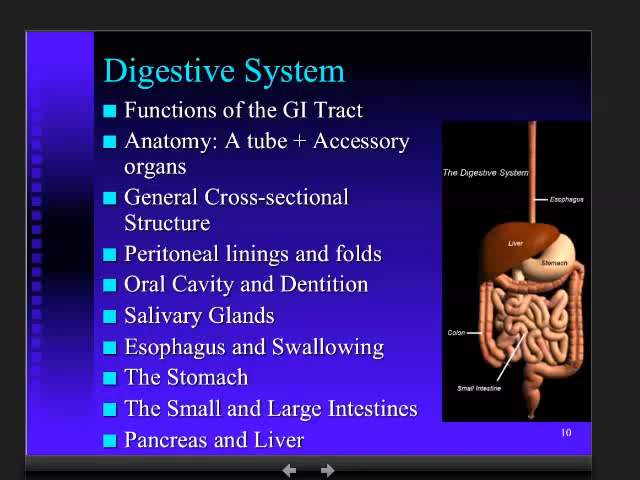 Digestive System
Functions of the GI Tract
Anatomy: A tube + Accessory
organs
General Cross-sectional
Structure
Peritoneal linings and folds
Oral Cavity and Dentition
Salivary Glands
Esophagus and Swallowing
The Stomach
The Small and Large Intestines
Pancreas and Liver
The Digestive System
Esophagus
Liver
Stomach
Colon
Small Intestine
10